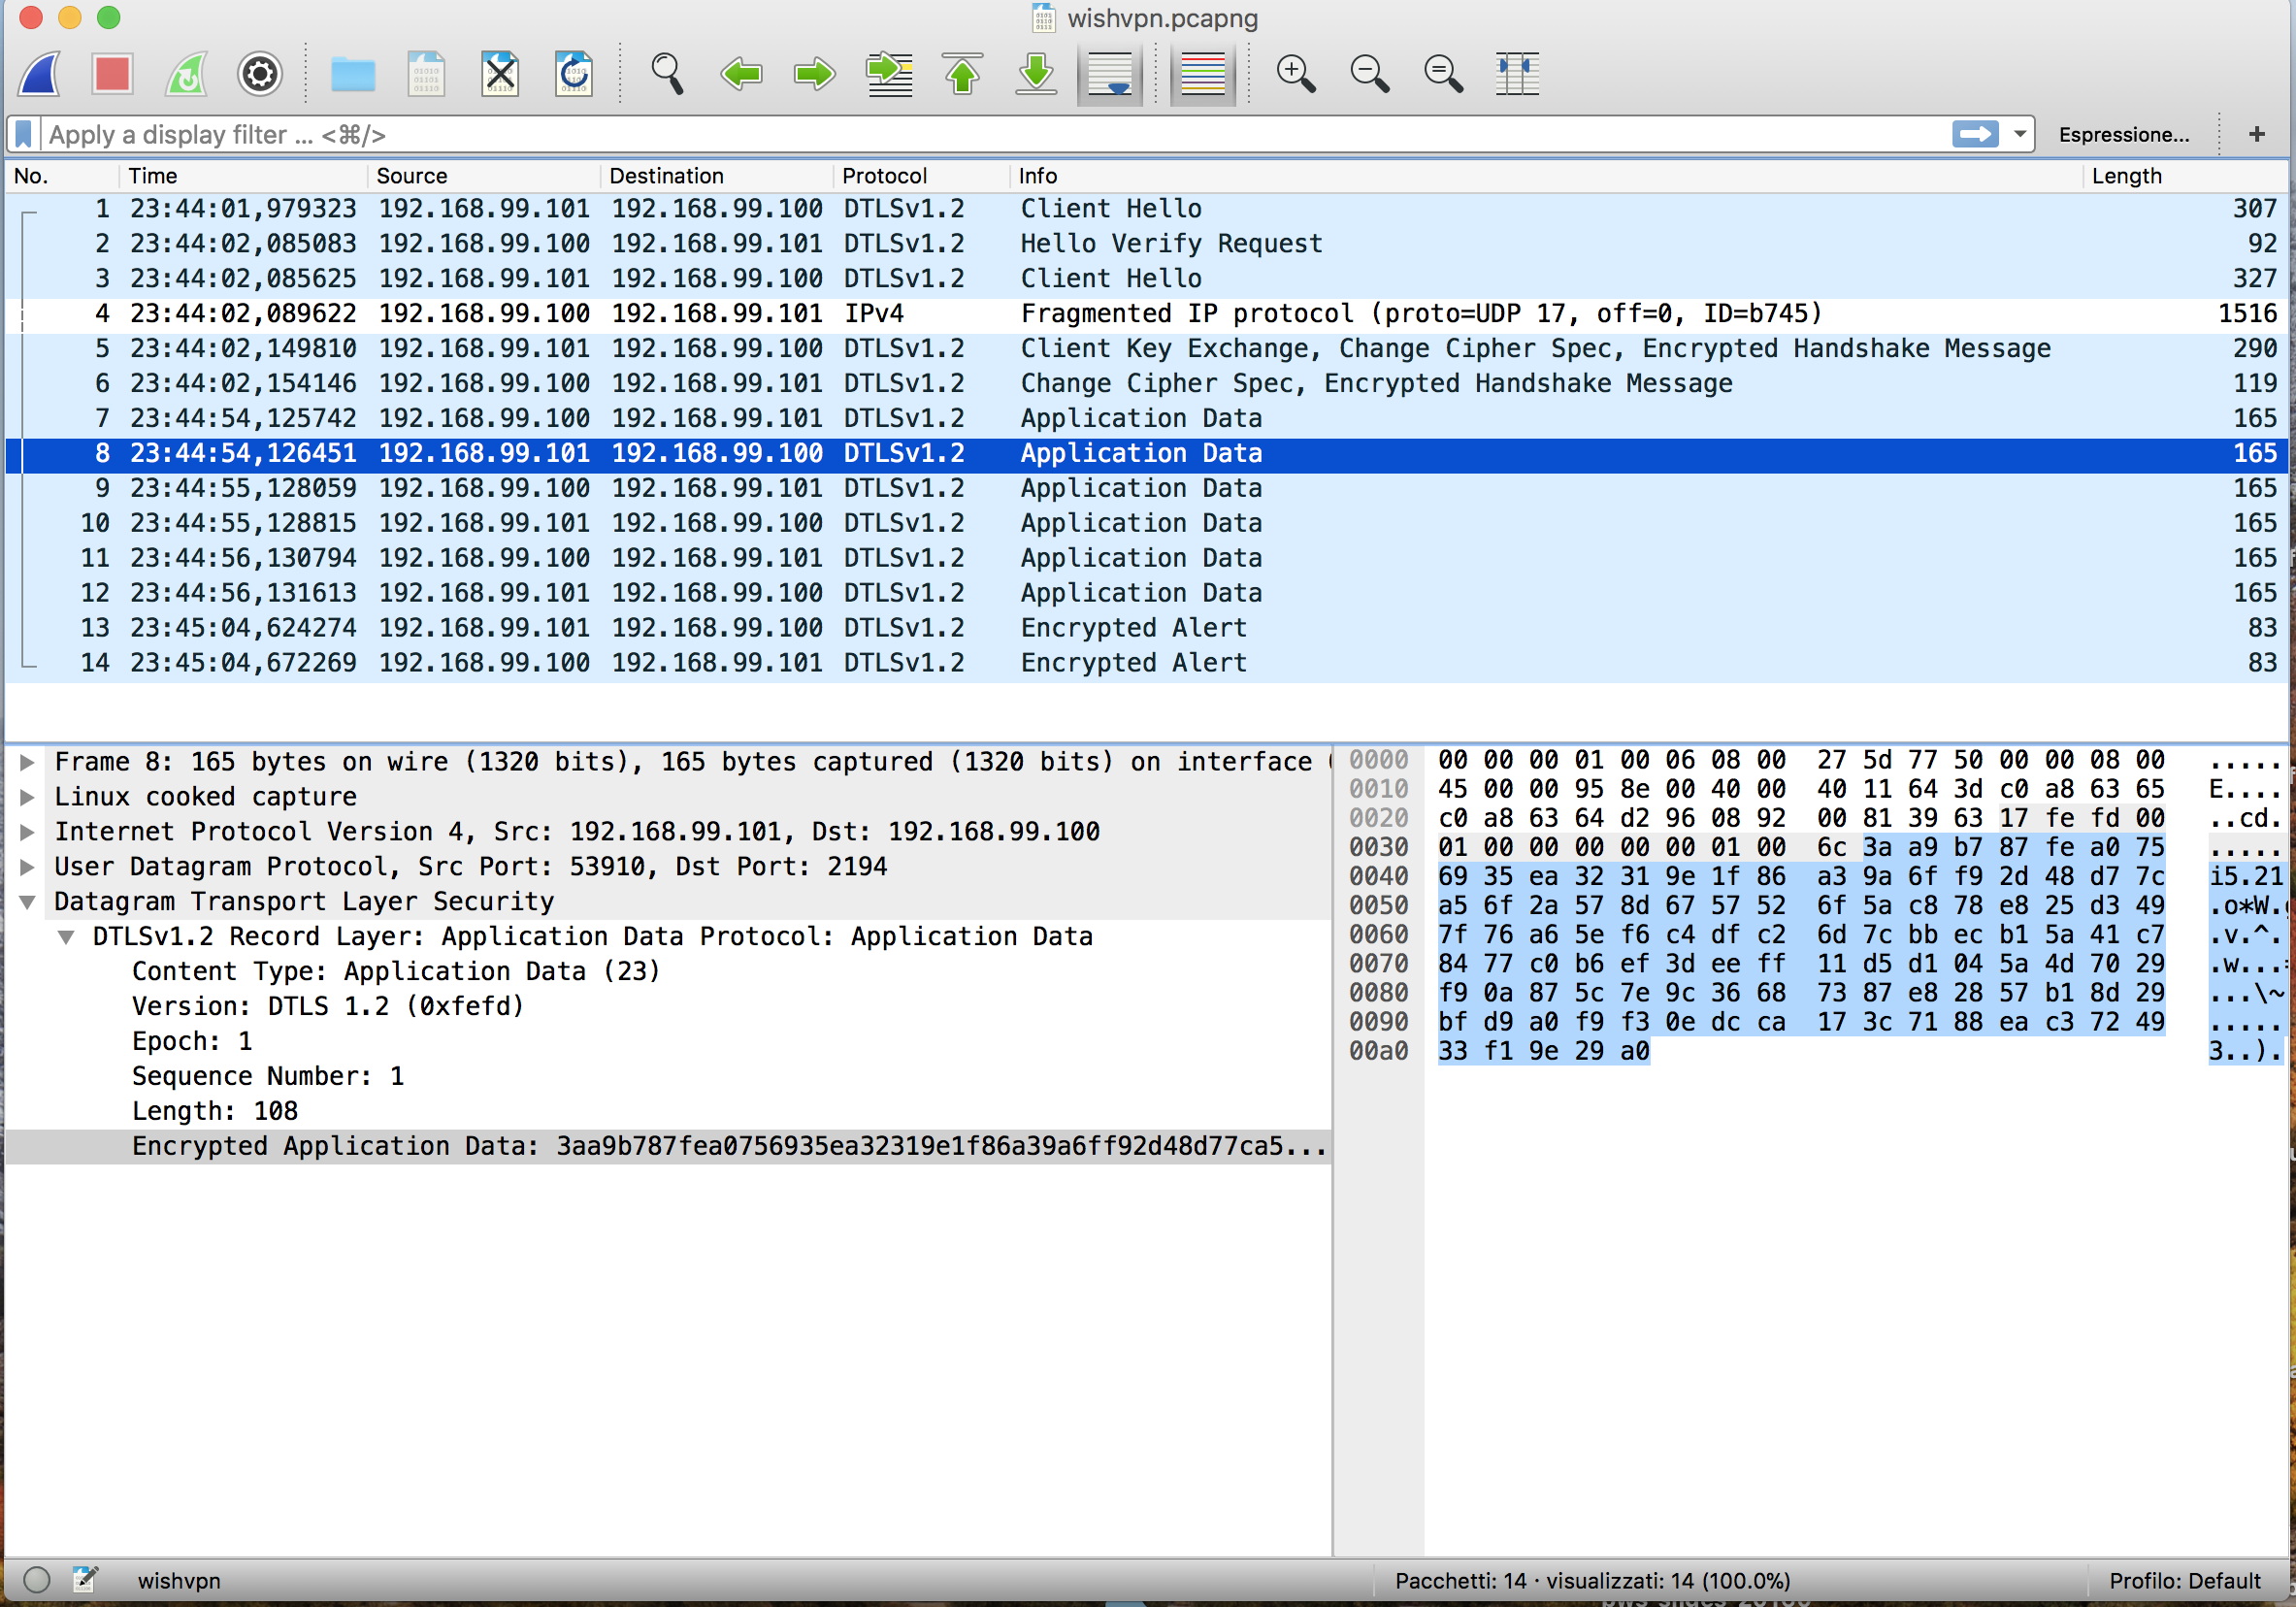 wishvpn.pcapng
Apply a display filter ... <⌘/>
Espressione...
+
No. Time Source Destination Protocol Info Length
1 23:44:01,979323 192.168.99.101 192.168.99.100 DTLSv1.2 Client Hello 307
2 23:44:02,085083 192.168.99.100 192.168.99.101 DTLSv1.2 Hello Verify Request 92
3 23:44:02,085625 192.168.99.101 192.168.99.100 DTLSv1.2 Client Hello 327
4 23:44:02,089622 192.168.99.100 192.168.99.101 IPv4 Fragmented IP protocol (proto=UDP 17, off=0, ID=b745) 1516
5 23:44:02,149810 192.168.99.101 192.168.99.100 DTLSv1.2 Client Key Exchange, Change Cipher Spec, Encrypted Handshake Message 290
6 23:44:02,154146 192.168.99.100 192.168.99.101 DTLSv1.2 Change Cipher Spec, Encrypted Handshake Message 119
7 23:44:54,125742 192.168.99.100 192.168.99.101 DTLSv1.2 Application Data 165
8 23:44:54,126451 192.168.99.101 192.168.99.100 DTLSv1.2 Application Data 165
9 23:44:55,128059 192.168.99.100 192.168.99.101 DTLSv1.2 Application Data 165
10 23:44:55,128815 192.168.99.101 192.168.99.100 DTLSv1.2 Application Data 165
11 23:44:56,130794 192.168.99.100 192.168.99.101 DTLSv1.2 Application Data 165
12 23:44:56,131613 192.168.99.101 192.168.99.100 DTLSv1.2 Application Data 165
13 23:45:04,624274 192.168.99.101 192.168.99.100 DTLSv1.2 Encrypted Alert 83
14 23:45:04,672269 192.168.99.100 192.168.99.101 DTLSv1.2 Encrypted Alert 83
Frame 8: 165 bytes on wire (1320 bits), 165 bytes captured (1320 bits) on interface
Linux cooked capture
Internet Protocol Version 4, Src: 192.168.99.101, Dst: 192.168.99.100
User Datagram Protocol, Src Port: 53910, Dst Port: 2194
Datagram Transport Layer Security
DTLSv1.2 Record Layer: Application Data Protocol: Application Data
Content Type: Application Data (23)
Version: DTLS 1.2 (0xfefd)
Epoch: 1
Sequence Number: 1
Length: 108
Encrypted Application Data: 3aa9b787fea0756935ea32319e1f86a39a6ff92d48d77ca5...
0000 00 00 00 01 00 06 08 00 27 5d 77 50 00 00 08 00 .....
0010 45 00 00 95 8e 00 40 00 40 11 64 3d c0 a8 63 65 E....
0020 c0 a8 63 64 d2 96 08 92 00 81 39 63 17 fe fd 00 ..cd.
0030 01 00 00 00 00 00 01 00 6c 3a a9 b7 87 fe a0 75 .....
0040 69 35 ea 32 31 9e 1f 86 a3 9a 6f f9 2d 48 d7 7c i5.21
0050 a5 6f 2a 57 8d 67 57 52 6f 5a c8 78 e8 25 d3 49 .o*W.
0060 7f 76 a6 5e f6 c4 df c2 6d 7c bb ec b1 5a 41 c7 .v.^.
0070 84 77 c0 b6 ef 3d ee ff 11 d5 d1 04 5a 4d 70 29 .w...
0080 f9 0a 87 5c 7e 9c 36 68 73 87 e8 28 57 b1 8d 29 ...\~
0090 bf d9 a0 f9 f3 0e dc ca 17 3c 71 88 ea c3 72 49 .....
00a0 33 f1 9e 29 a0 3..).
wishvpn
Pacchetti: 14 · visualizzati: 14 (100.0%)
Profilo: Default